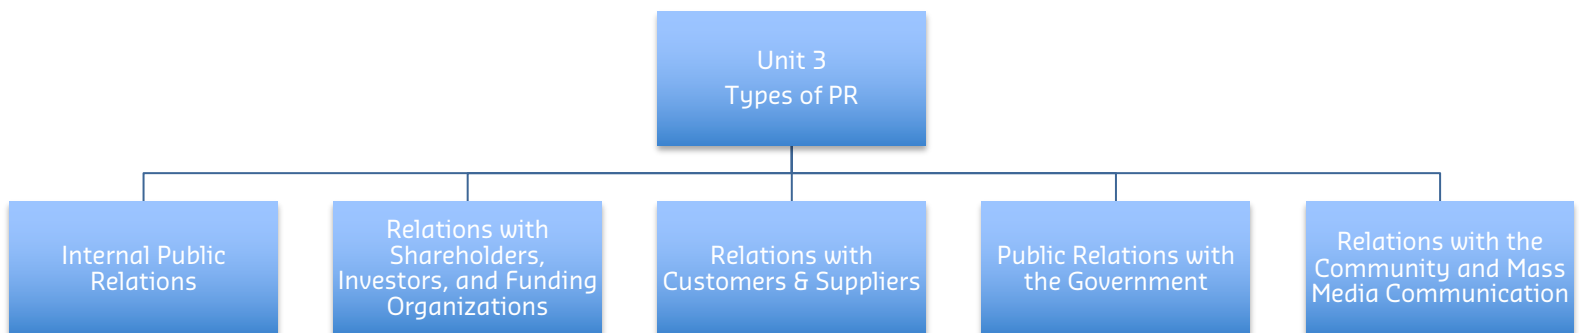 Unit 3
Types of PR
Internal Public
Relations
Relations with
Shareholders,
Investors, and Funding
Organizations
Relations with
Customers & Suppliers
Public Relations with
the Government
Relations with the
Community and Mass
Media Communication